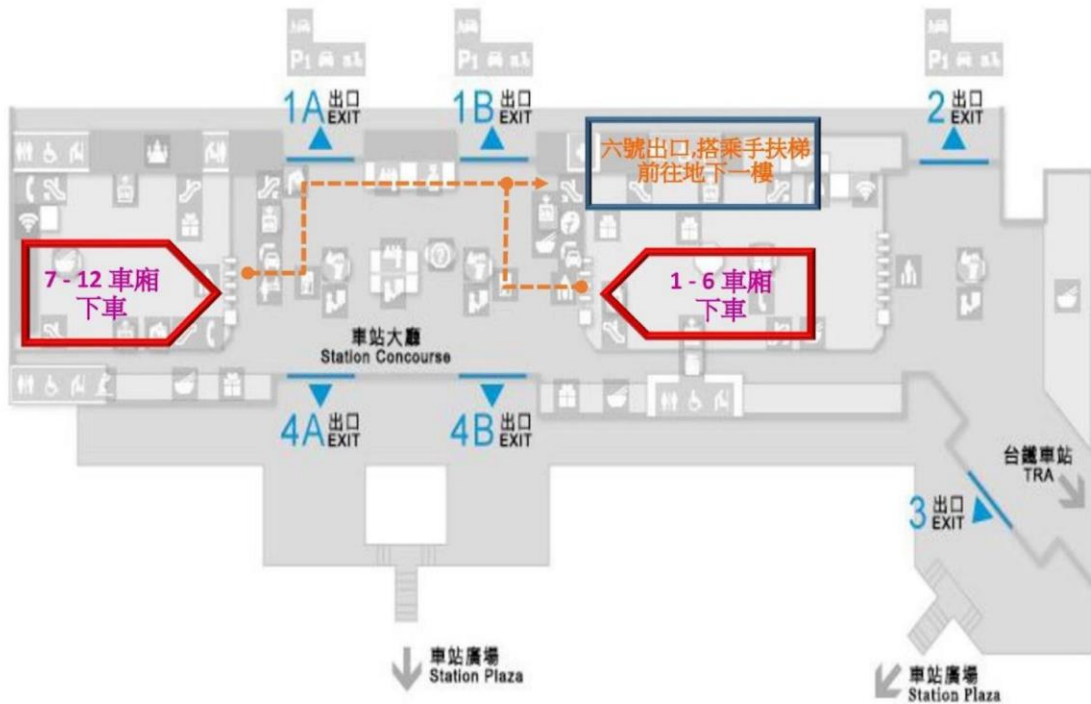 P1
P1
P1
1A 出口
EXIT
1B 出口
EXIT
2 出口
EXIT
六號出口,搭乘手扶梯
前往地下一樓
7 - 12 車廂
下車
1 - 6 車廂
下車
車站大廳
Station Concourse
4A 出口
EXIT
4B 出口
EXIT
台鐵車站
TRA
3 出口
EXIT
車站廣場
Station Plaza
車站廣場
Station Plaza